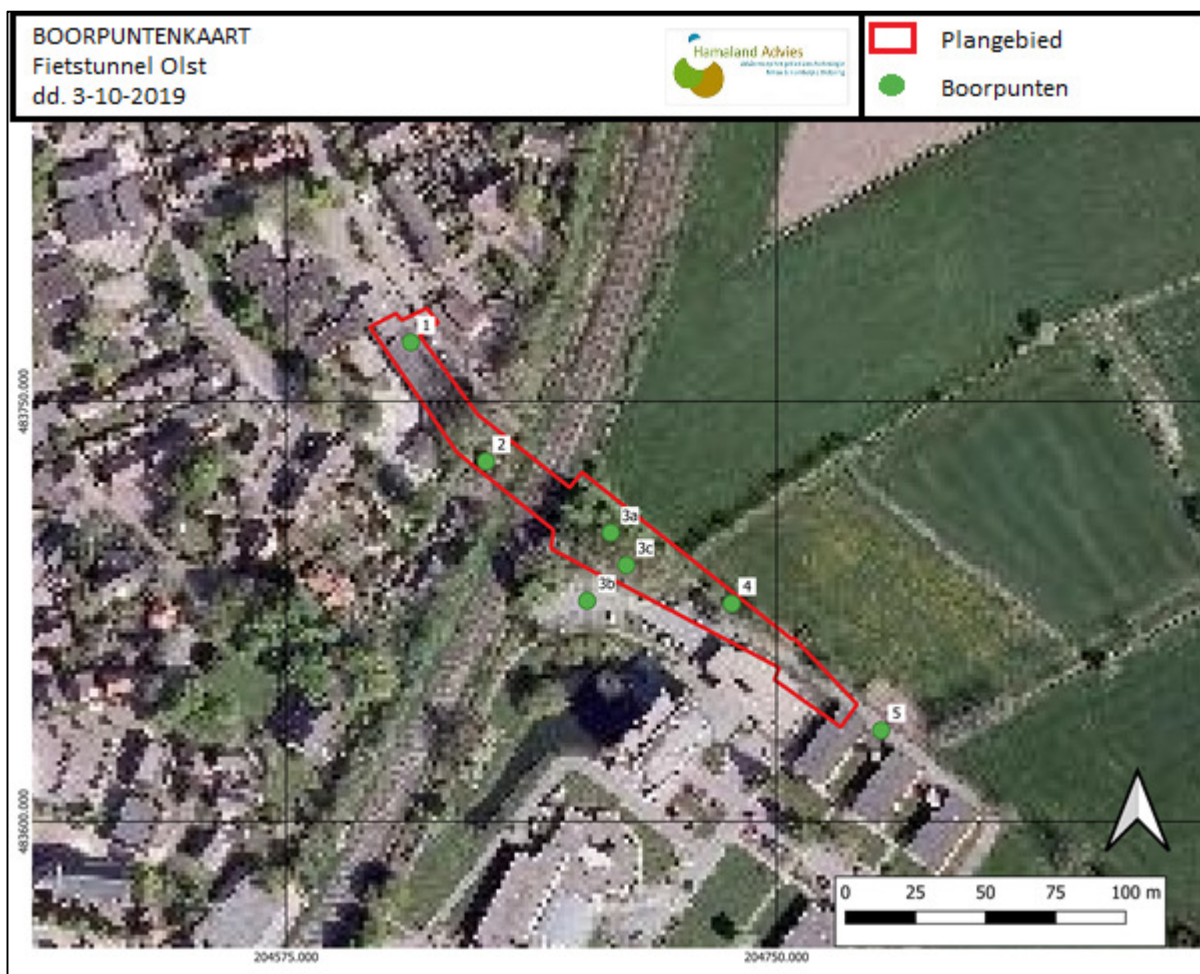 BOORPUNTENKAART
Fietstunnel Olst
dd. 3-10-2019
Hamaland Advies
Plangebied
Boorpunten
1
2
3a
3c
3b
4
5
483750.000
483600.000
204575.000
204750.000
0 25 50 75 100 m